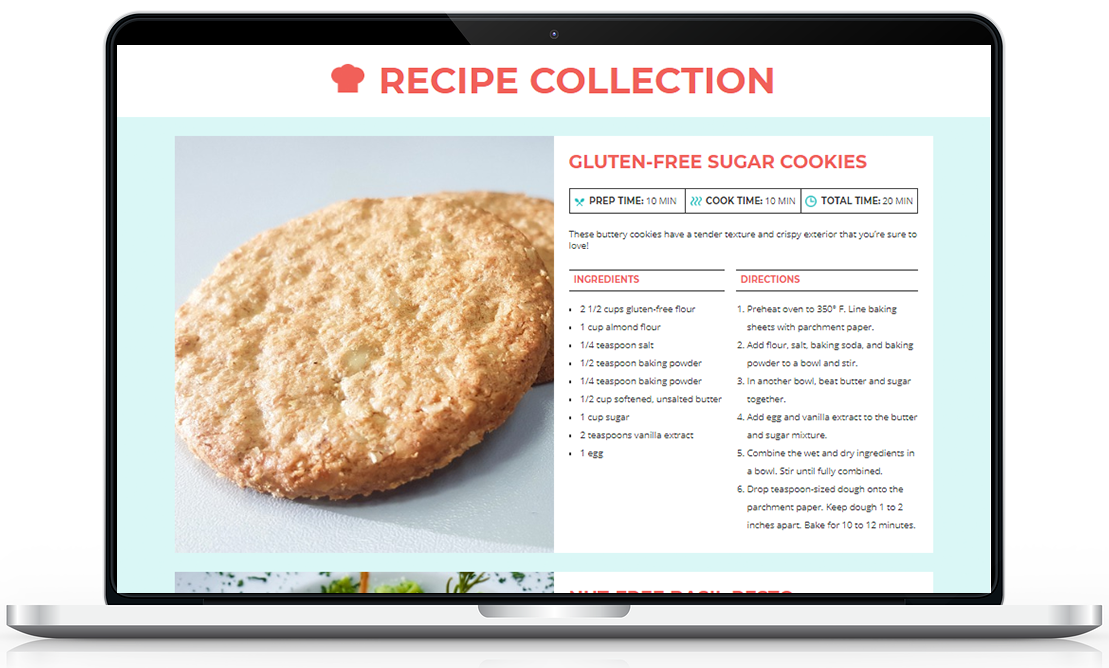 RECIPE COLLECTION
GLUTEN-FREE SUGAR COOKIES
PREP TIME: 10 MIN COOK TIME: 10 MIN TOTAL TIME: 20 MIN
These buttery cookies have a tender texture and crispy exterior that you're sure to
love!
INGREDIENTS
2 1/2 cups gluten-free flour
1 cup almond flour
1/4 teaspoon salt
1/2 teaspoon baking powder
1/4 teaspoon baking powder
1/2 cup softened, unsalted butter
1 cup sugar
2 teaspoons vanilla extract
1 egg
DIRECTIONS
1. Preheat oven to 350° F. Line baking
sheets with parchment paper.
2. Add flour, salt, baking soda, and baking
powder to a bowl and stir.
3. In another bowl, beat butter and sugar
together.
4. Add egg and vanilla extract to the butter
and sugar mixture.
5. Combine the wet and dry ingredients in
a bowl. Stir until fully combined.
6. Drop teaspoon-sized dough onto the
parchment paper. Keep dough 1 to 2
inches apart. Bake for 10 to 12 minutes.
NUT-FREE BASIL PESTO